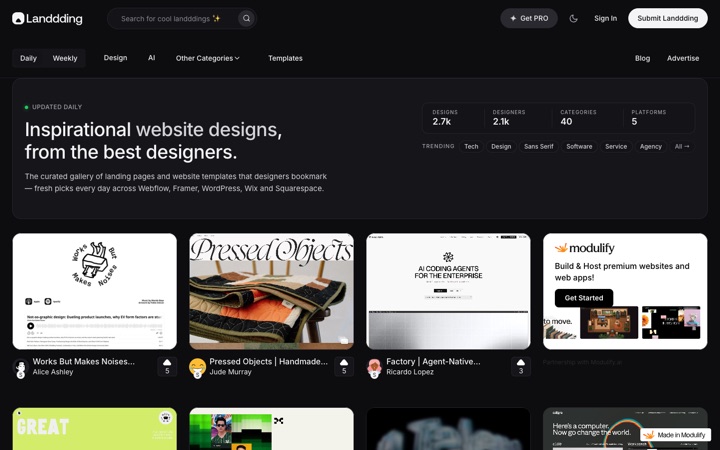 Landdding
Search for cool landddings ✨
Get PRO
Sign In
Submit Landdding
Daily
Weekly
Design
AI
Other Categories
Templates
Blog
Advertise
UPDATED DAILY
Inspirational website designs,
from the best designers.
The curated gallery of landing pages and website templates that designers bookmark
— fresh picks every day across Webflow, Framer, WordPress, Wix and Squarespace.
DESIGNS
2.7k
DESIGNERS
2.1k
CATEGORIES
40
PLATFORMS
5
TRENDING
Tech
Design
Sans Serif
Software
Service
Agency
All →
Works But Makes Noises
Pressed Objects
AI CODING AGENTS
FOR THE ENTERPRISE
modulify
Build & Host premium websites and
web apps!
Get Started
to move.
Works But Makes Noises...
Alice Ashley
5
Pressed Objects | Handmade...
Jude Murray
5
Factory | Agent-Native...
Ricardo Lopez
3
Partnership with Modulify.ai
GREAT
Here's a computer.
Now go change the world.
Made in Modulify